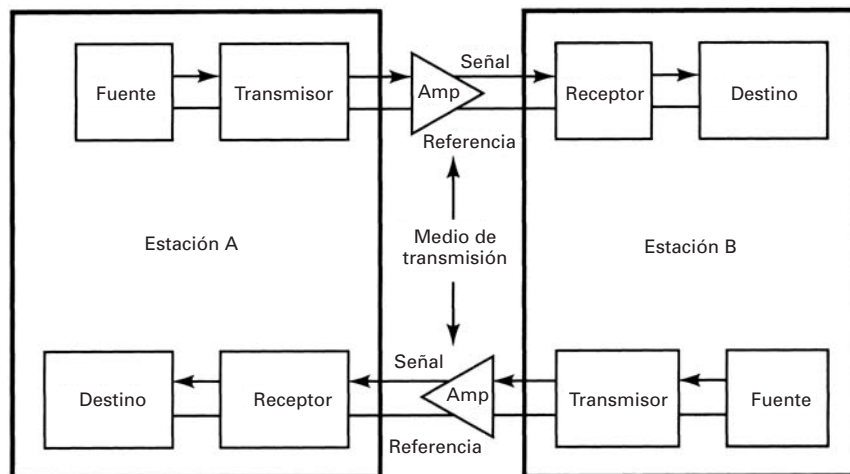 Señal
Fuente
Transmisor
Amp
Receptor
Destino
Referencia
Estación A
Medio de
transmisión
Estación B
Señal
Destino
Receptor
Amp
Transmisor
Fuente
Referencia